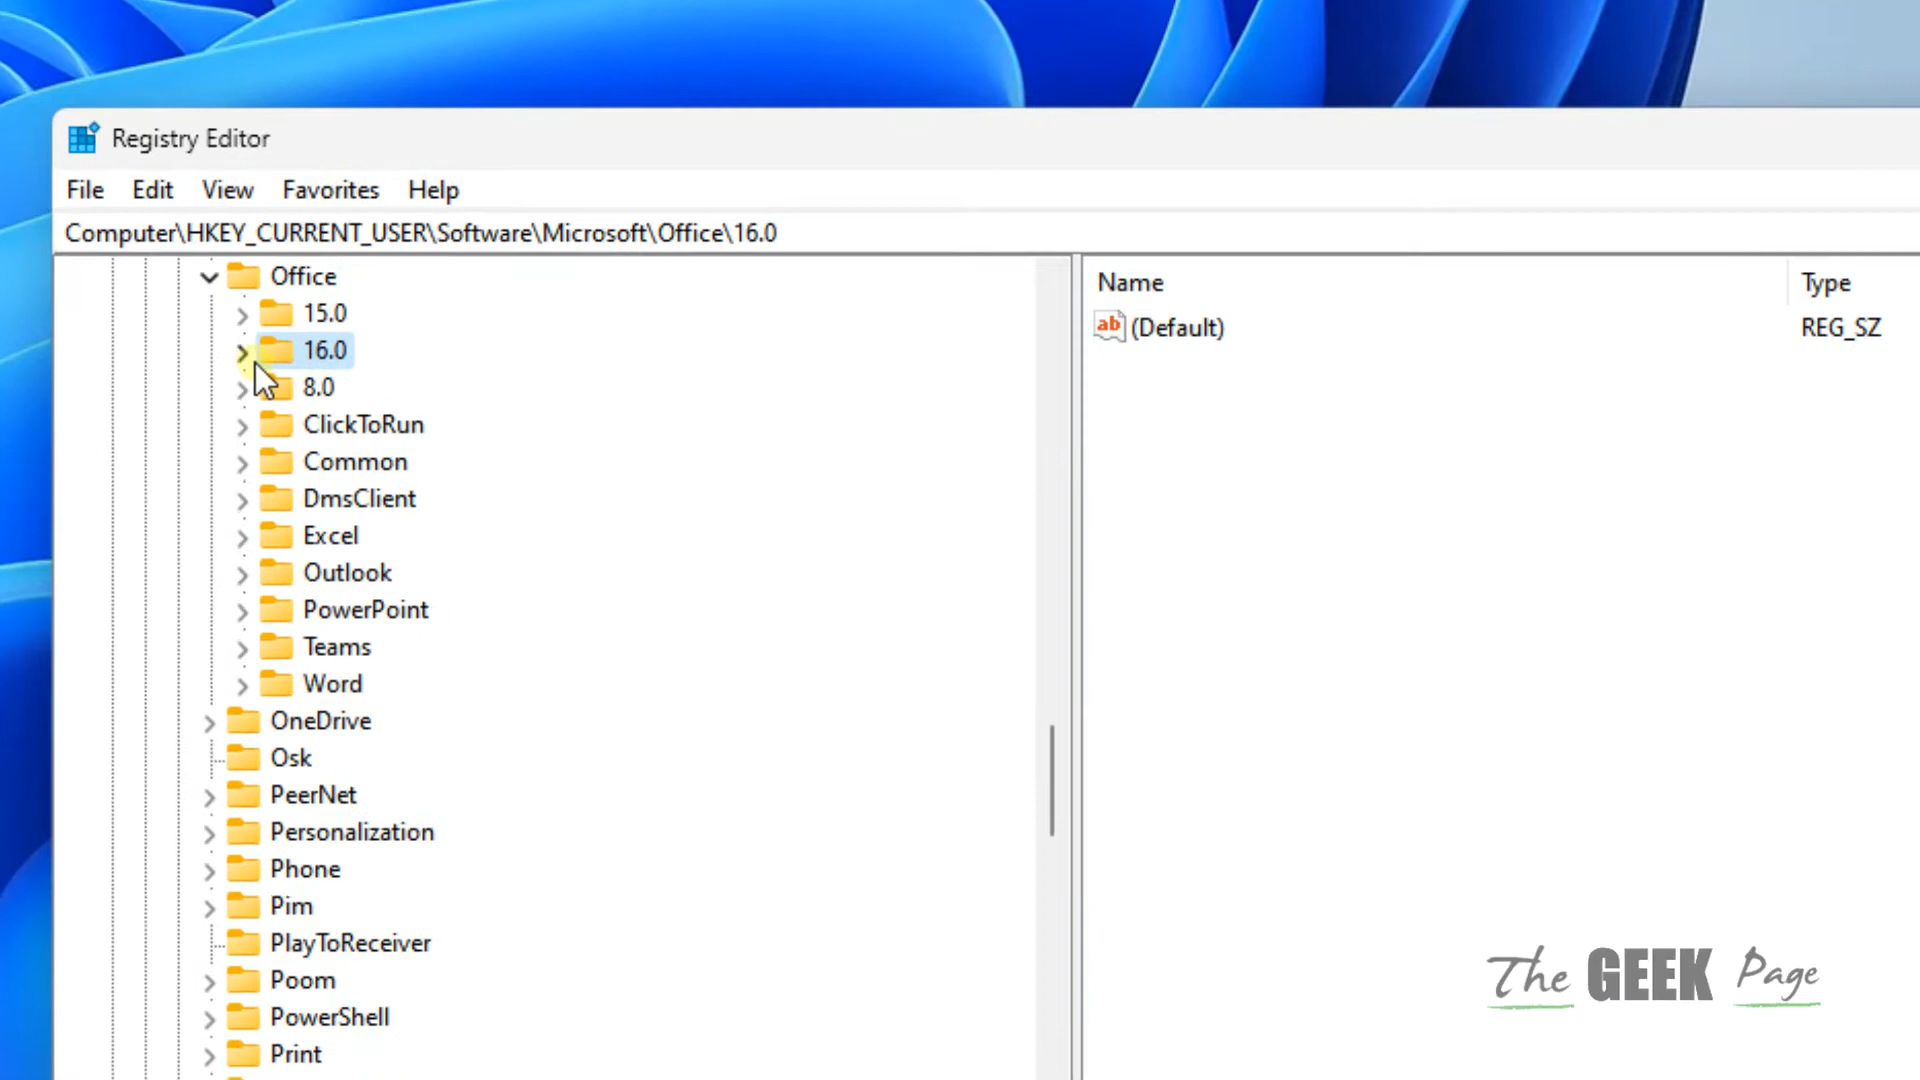 Registry Editor
File Edit View Favorites Help
Computer\HKEY_CURRENT_USER\Software\Microsoft\Office\16.0
Office
15.0
16.0
8.0
ClickToRun
Common
DmsClient
Excel
Outlook
PowerPoint
Teams
Word
OneDrive
Osk
PeerNet
Personalization
Phone
Pim
PlayToReceiver
Poom
PowerShell
Print
Name Type
ab (Default) REG_SZ
The GEEK Page